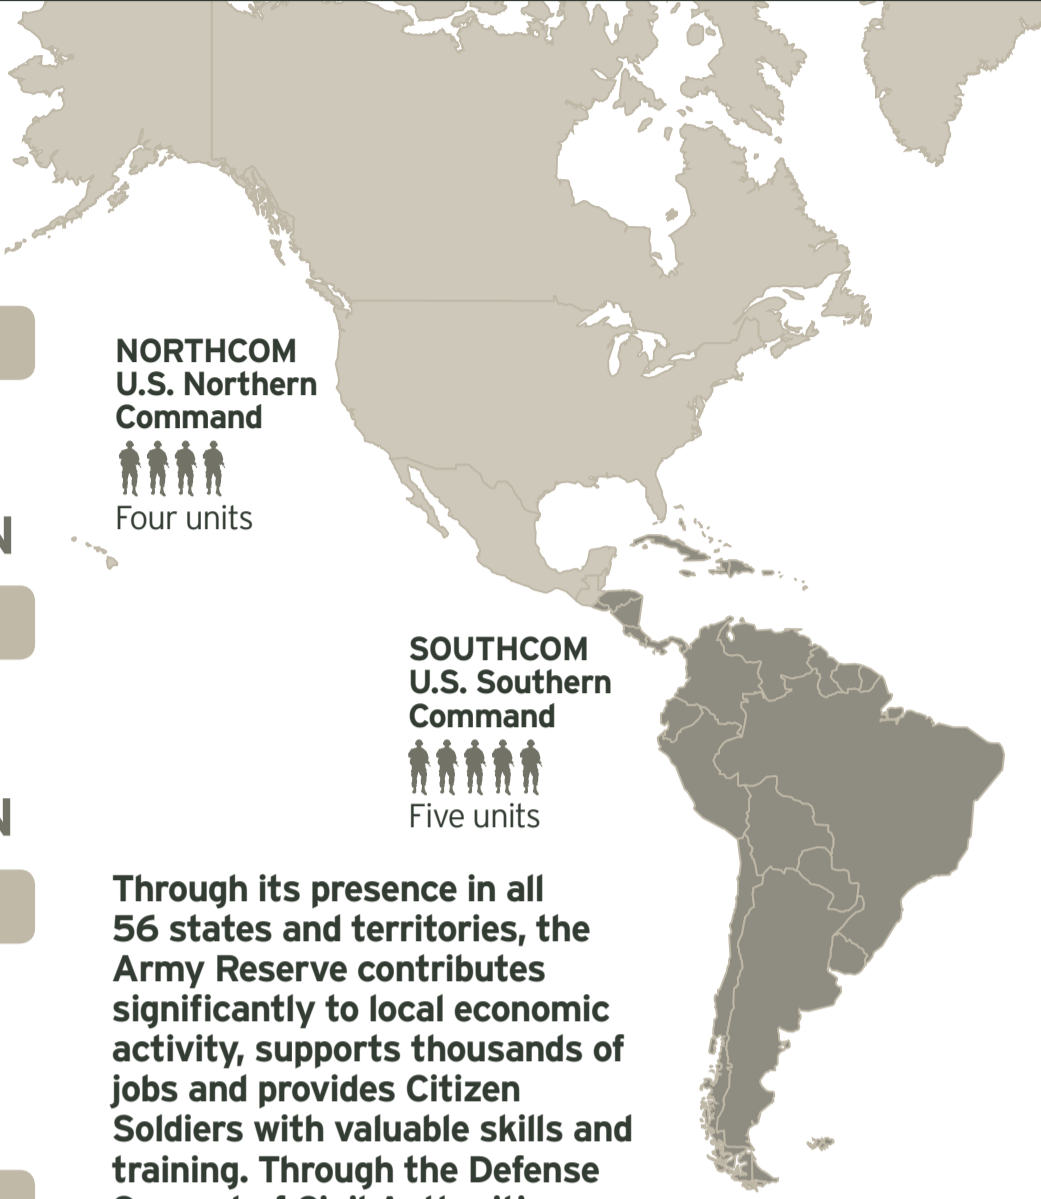 NORTHCOM
U.S. Northern
Command
Four units
SOUTHCOM
U.S. Southern
Command
Five units
Through its presence in all
56 states and territories, the
Army Reserve contributes
significantly to local economic
activity, supports thousands of
jobs and provides Citizen
Soldiers with valuable skills and
training. Through the Defense